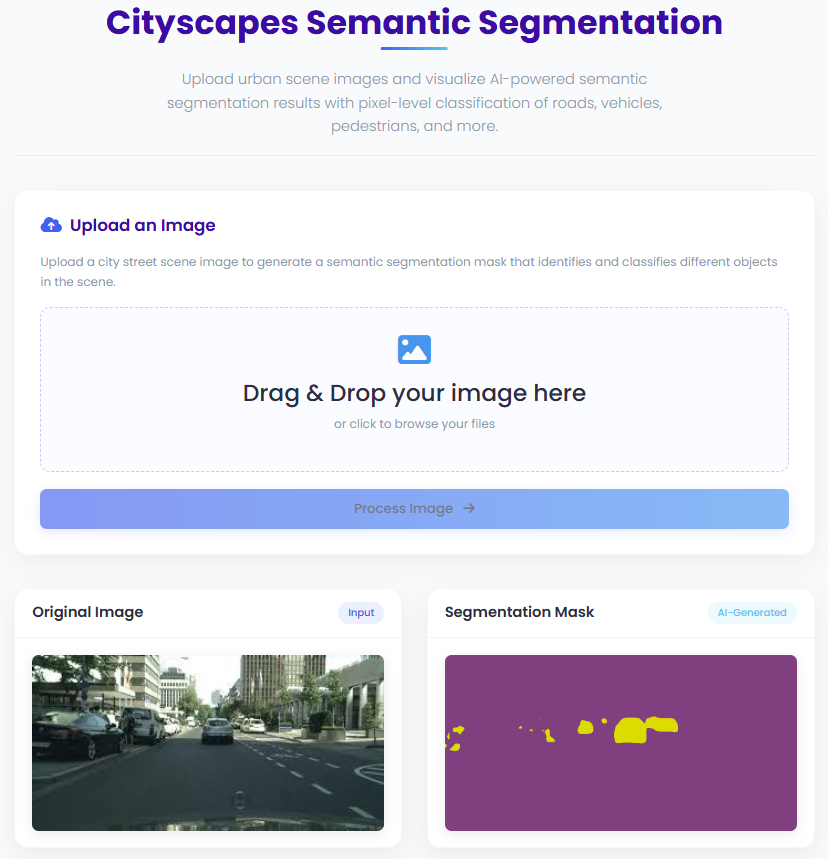 Cityscapes Semantic Segmentation
Upload urban scene images and visualize AI-powered semantic
segmentation results with pixel-level classification of roads, vehicles,
pedestrians, and more.
Upload an Image
Upload a city street scene image to generate a semantic segmentation mask that identifies and classifies different objects
in the scene.
Drag & Drop your image here
or click to browse your files
Process Image
Original Image
Input
Segmentation Mask
AI-Generated